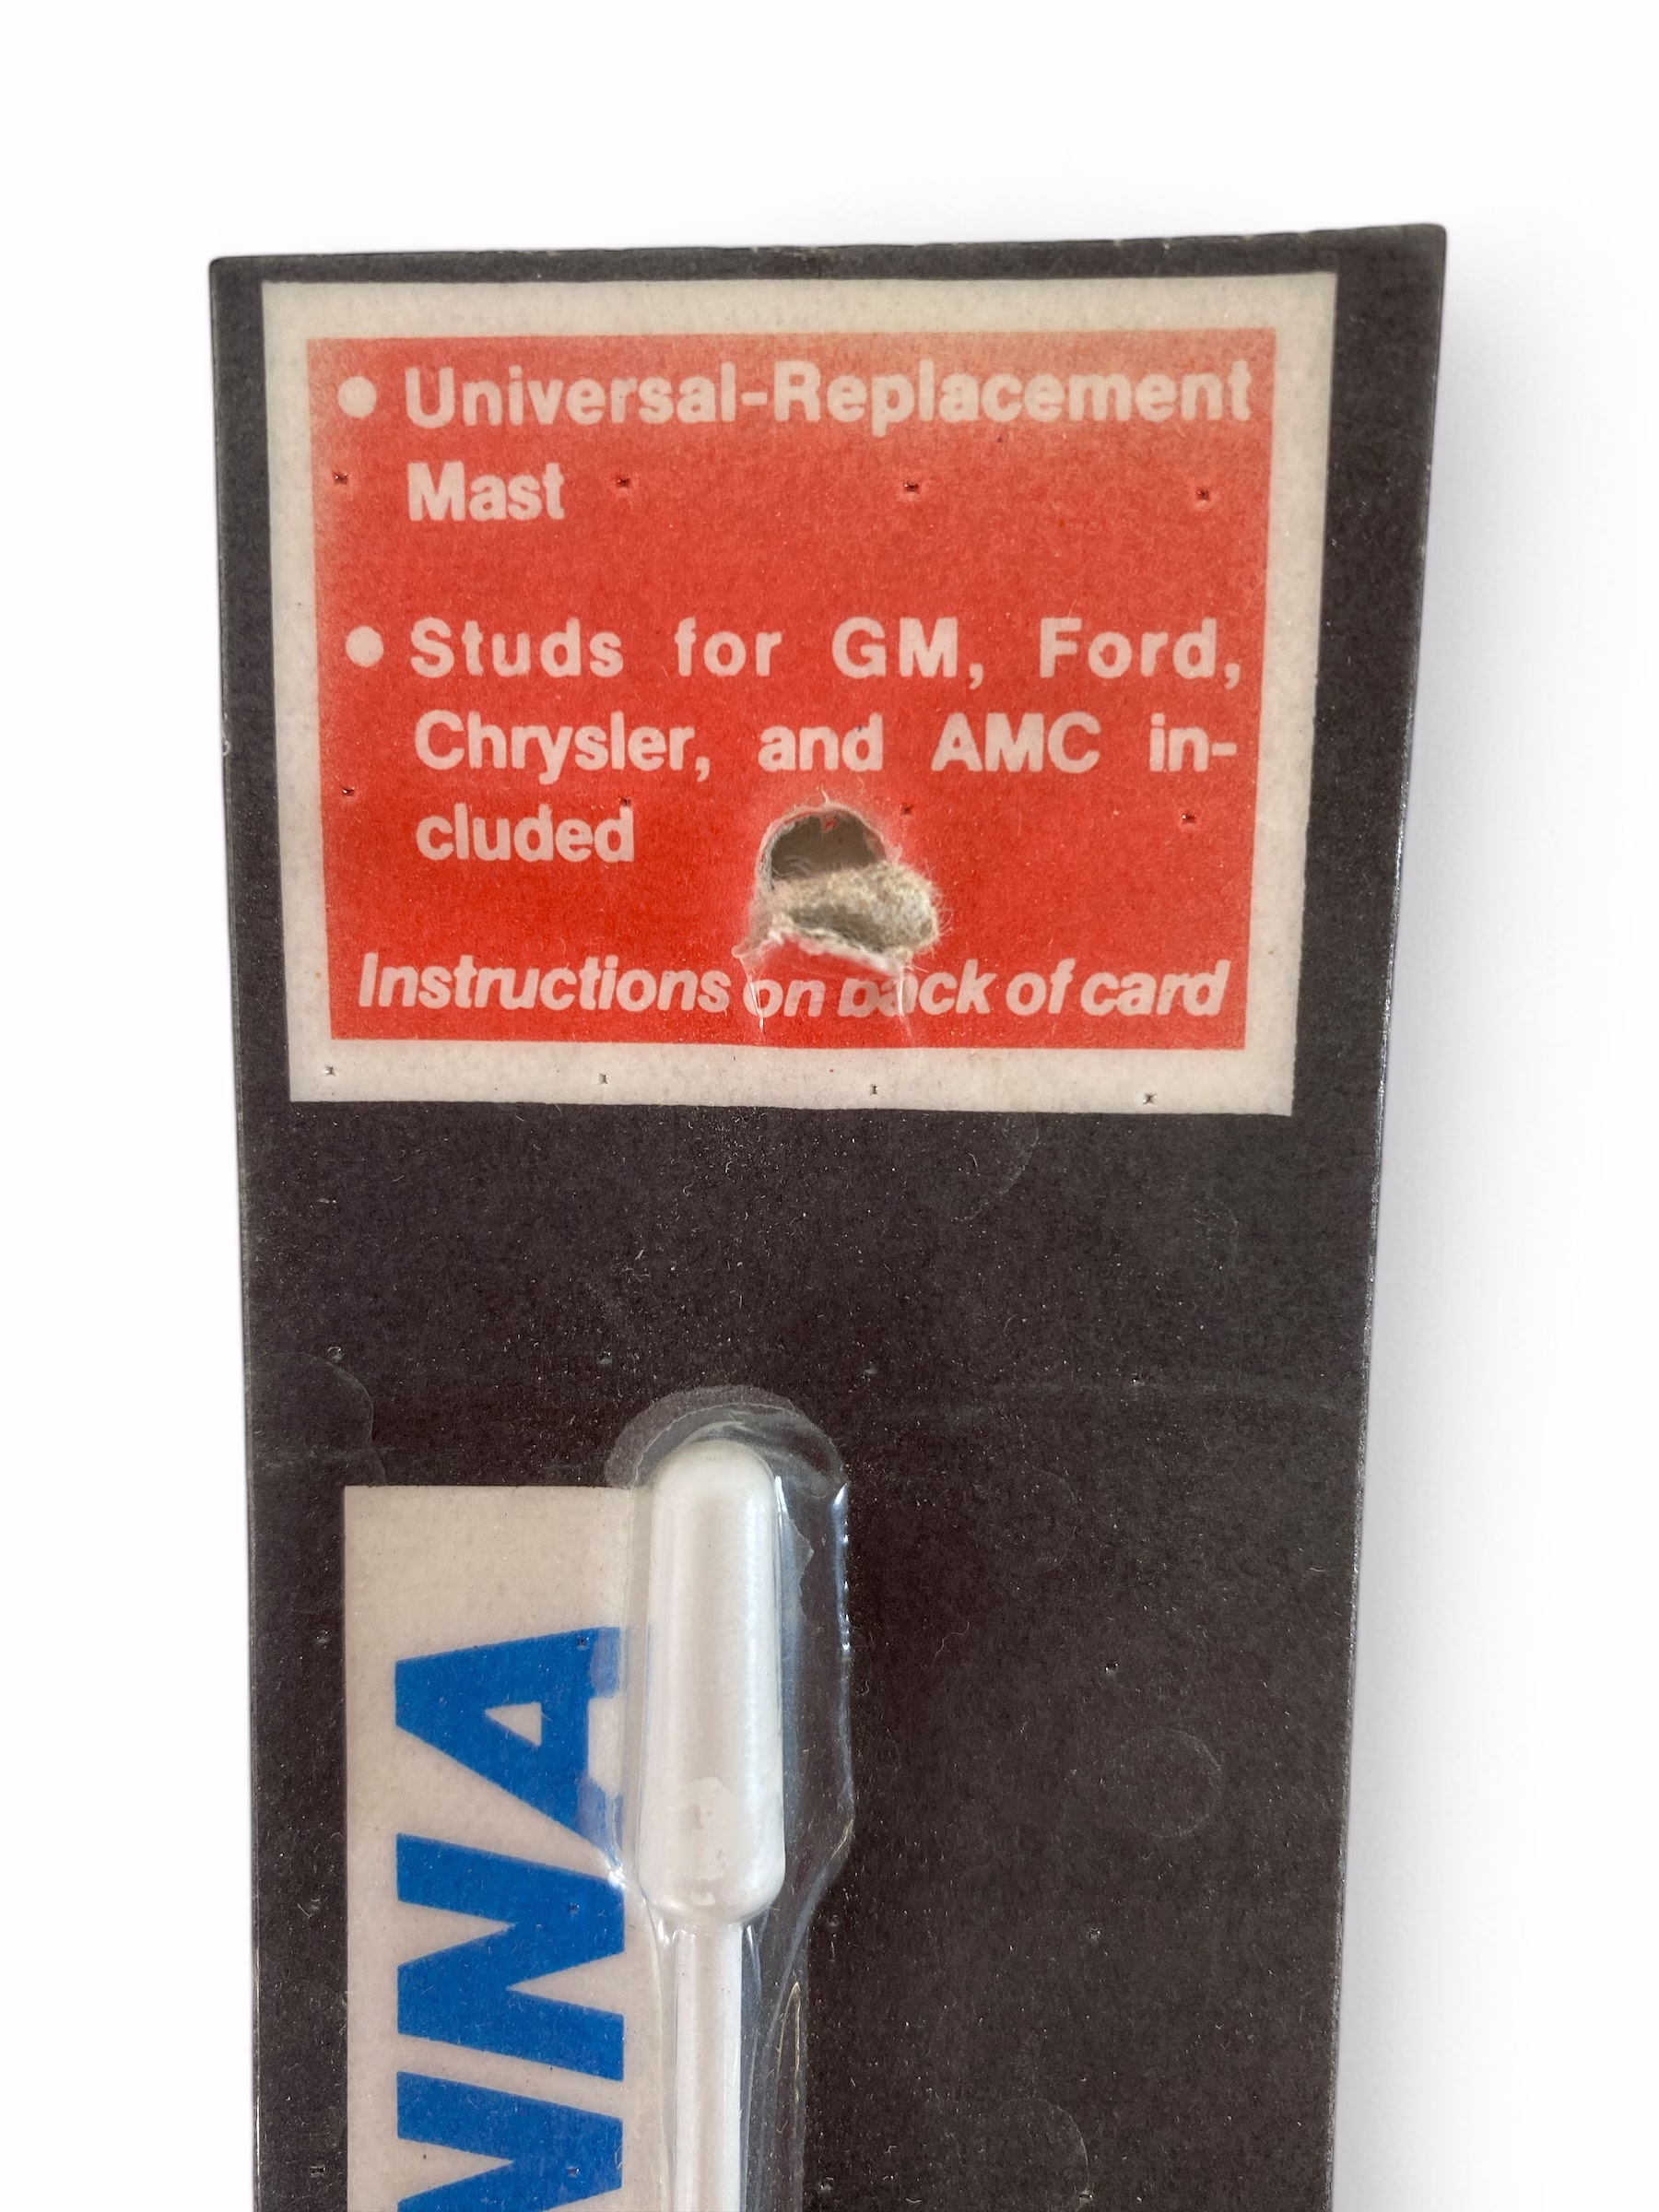 ● Universal-Replacement
Mast
● Studs for GM, Ford,
Chrysler, and AMC in-
cluded
Instructions on back of card